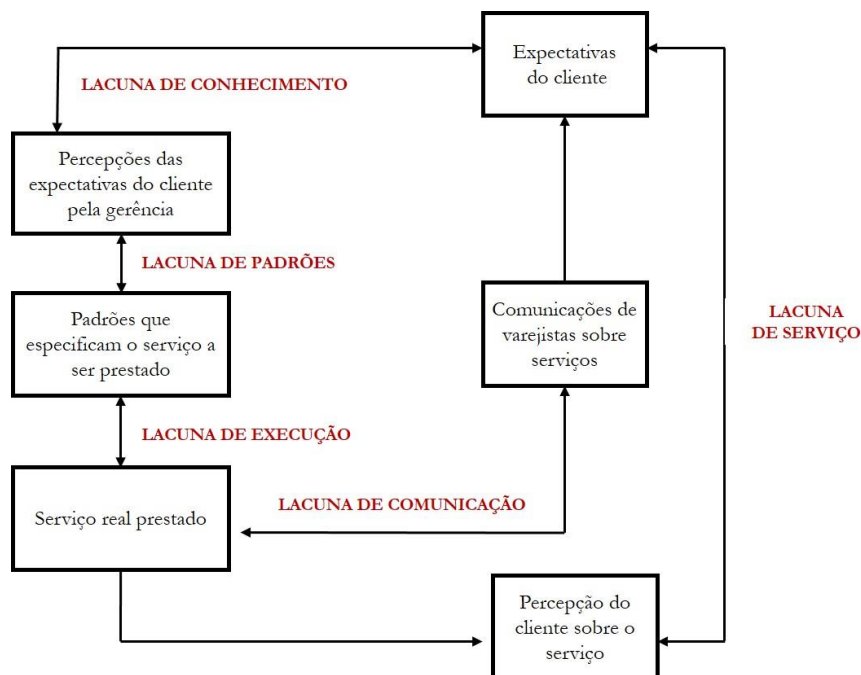 Expectativas
do cliente
LACUNA DE CONHECIMENTO
Percepções das
expectativas do cliente
pela gerência
LACUNA DE PADRÕES
Padrões que
especificam o serviço a
ser prestado
Comunicações de
varejistas sobre
serviços
LACUNA
DE SERVIÇO
LACUNA DE EXECUÇÃO
LACUNA DE COMUNICAÇÃO
Serviço real prestado
Percepção do
cliente sobre o
serviço